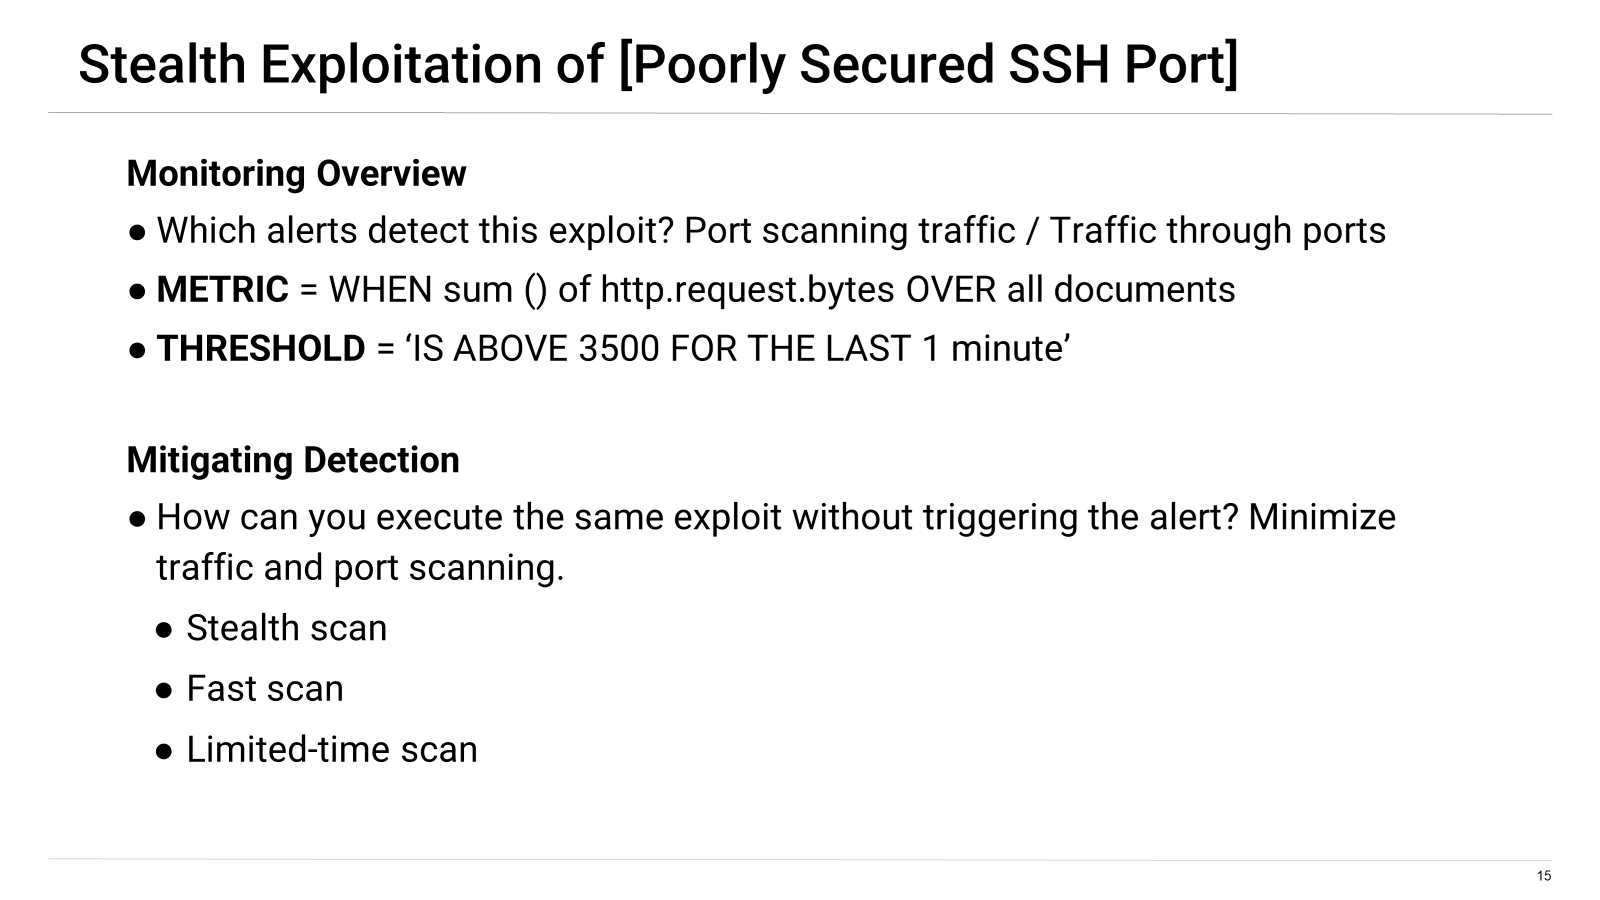 Stealth Exploitation of [Poorly Secured SSH Port]
Monitoring Overview
● Which alerts detect this exploit? Port scanning traffic / Traffic through ports
● METRIC = WHEN sum () of http.request.bytes OVER all documents
● THRESHOLD = ‘IS ABOVE 3500 FOR THE LAST 1 minute’
Mitigating Detection
● How can you execute the same exploit without triggering the alert? Minimize
traffic and port scanning.
● Stealth scan
● Fast scan
● Limited-time scan
15